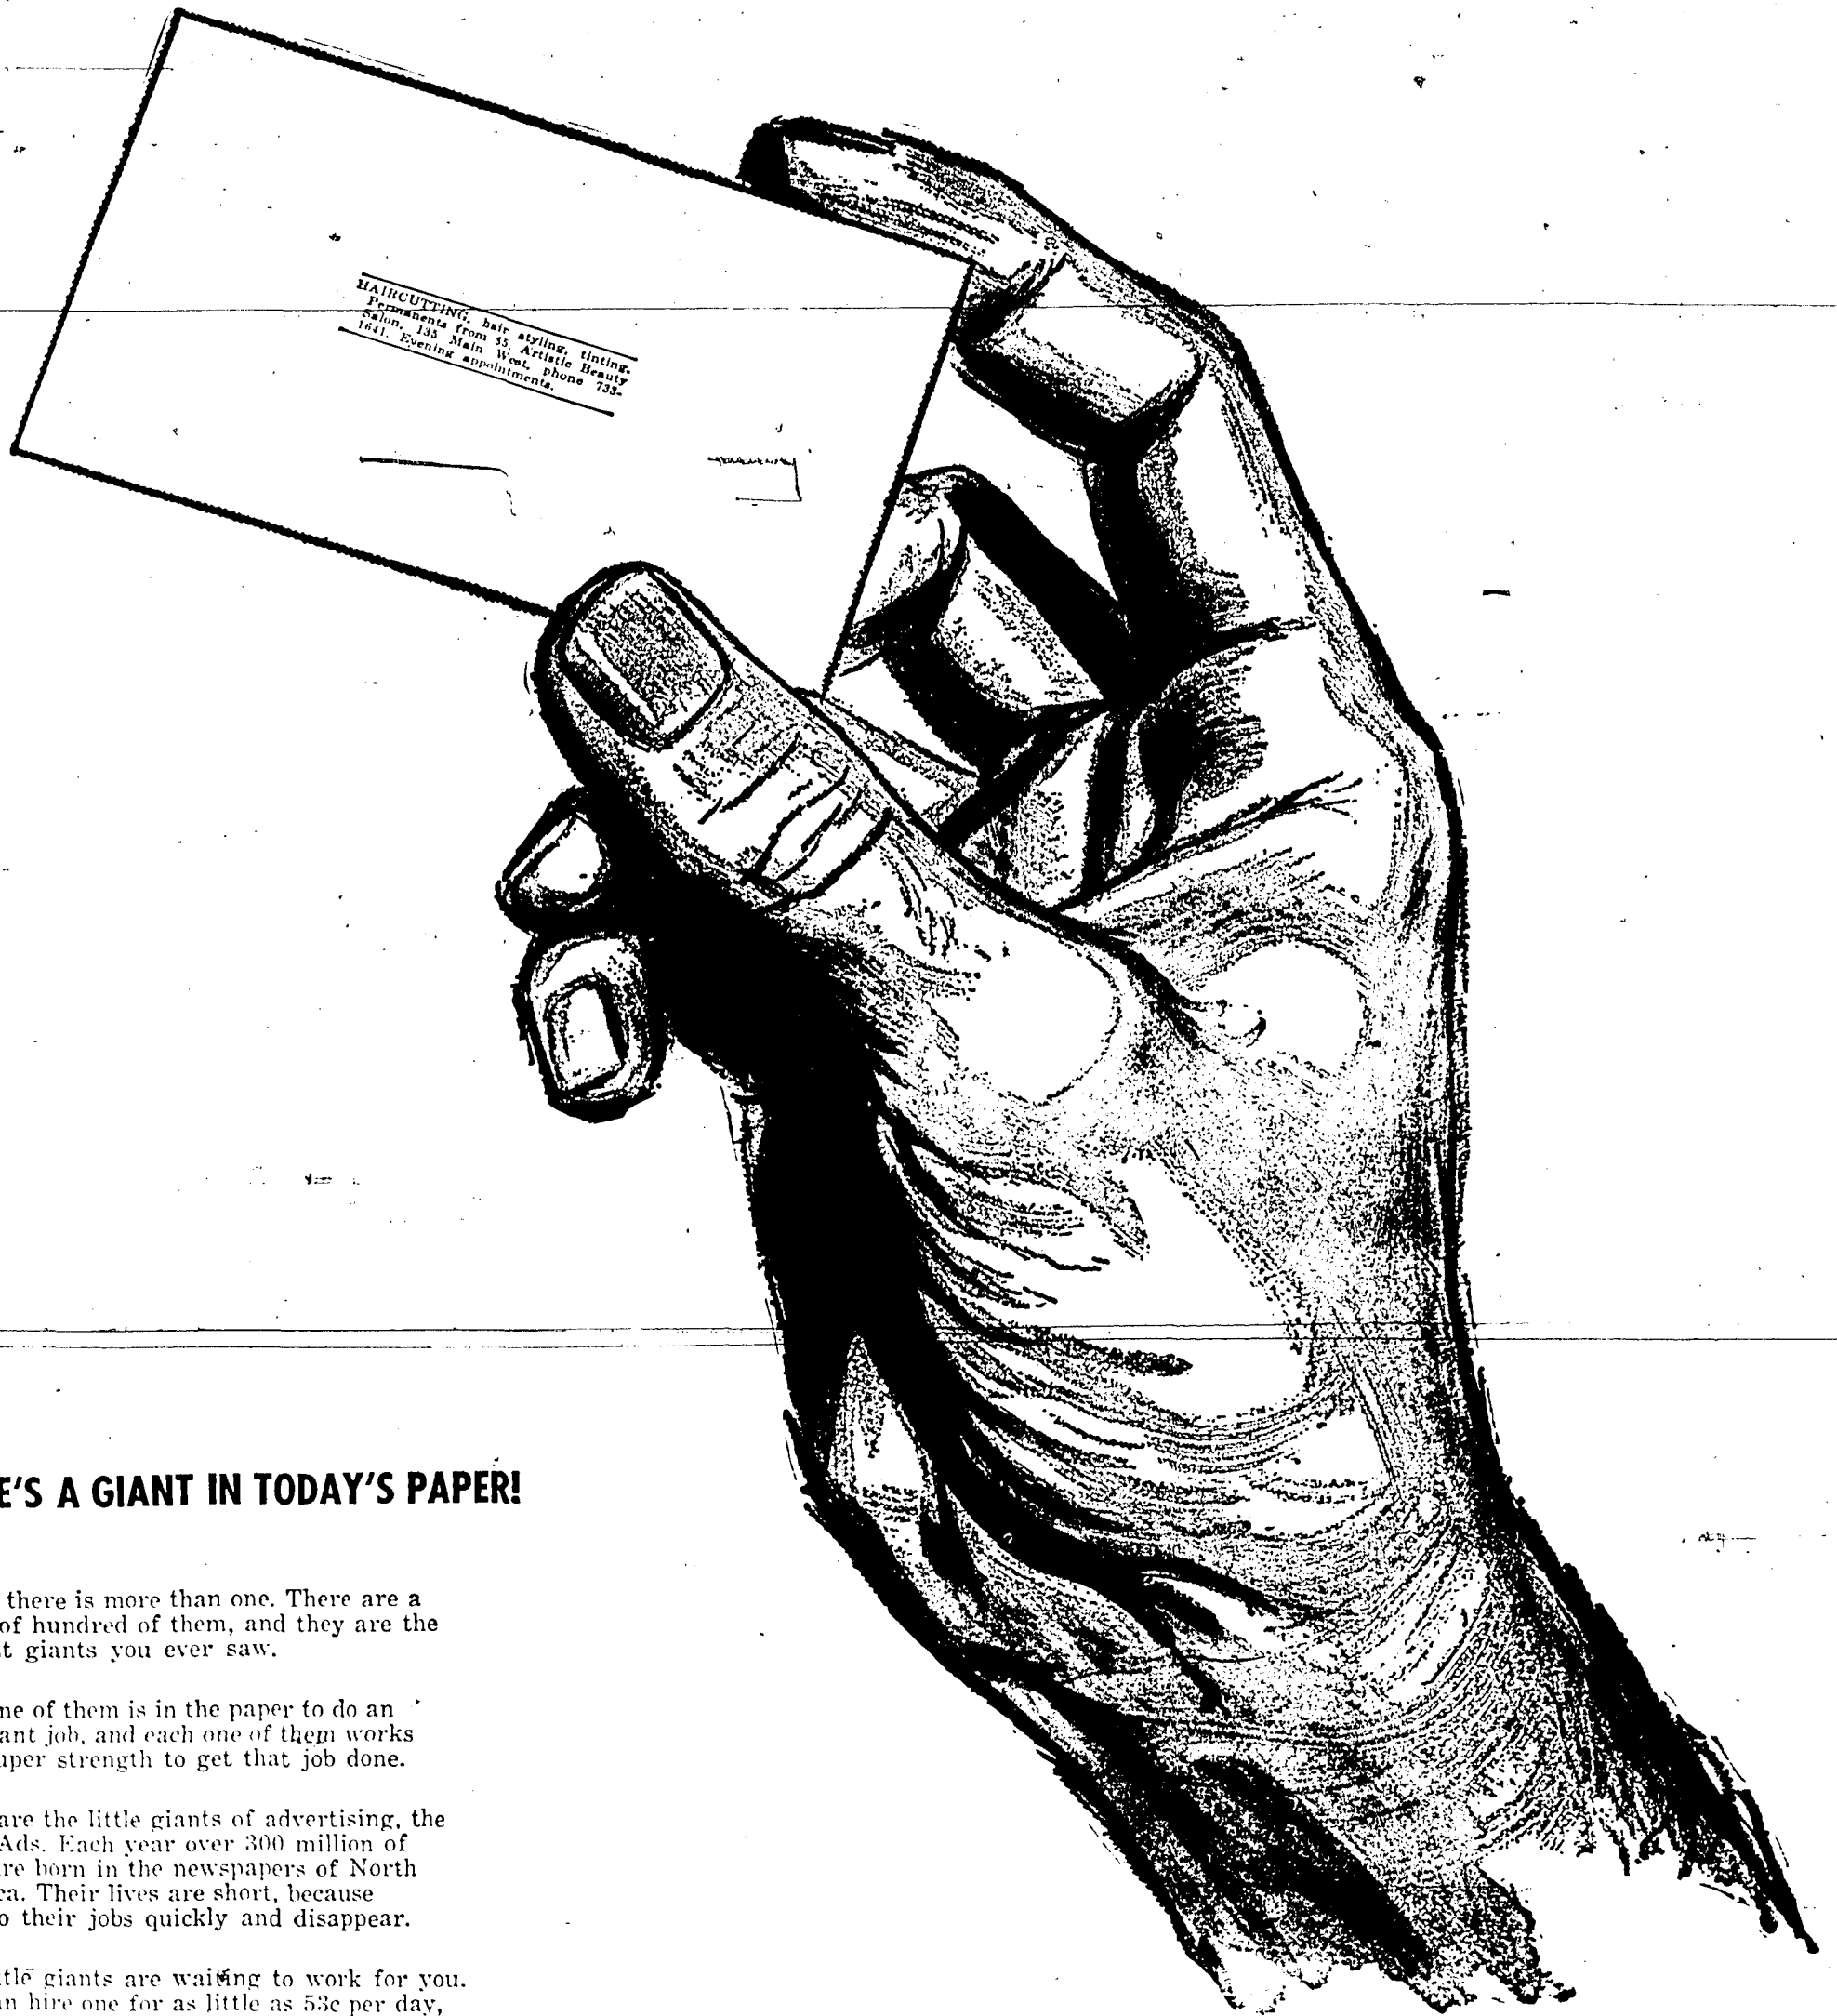 HAIRCUTTING, hair styling, tinting.
Permanents from $5. Artistic Beauty
Salon, 135 Main West, phone 733-
1641. Evening appointments.
E'S A GIANT IN TODAY'S PAPER!
there is more than one. There are a
of hundred of them, and they are the
t giants you ever saw.
ne of them is in the paper to do an
ant job, and each one of them works
uper strength to get that job done.
are the little giants of advertising, the
Ads. Each year over 300 million of
re born in the newspapers of North
ca. Their lives are short, because
o their jobs quickly and disappear.
ttle giants are waiting to work for you.
an hire one for as little as 53c per day,